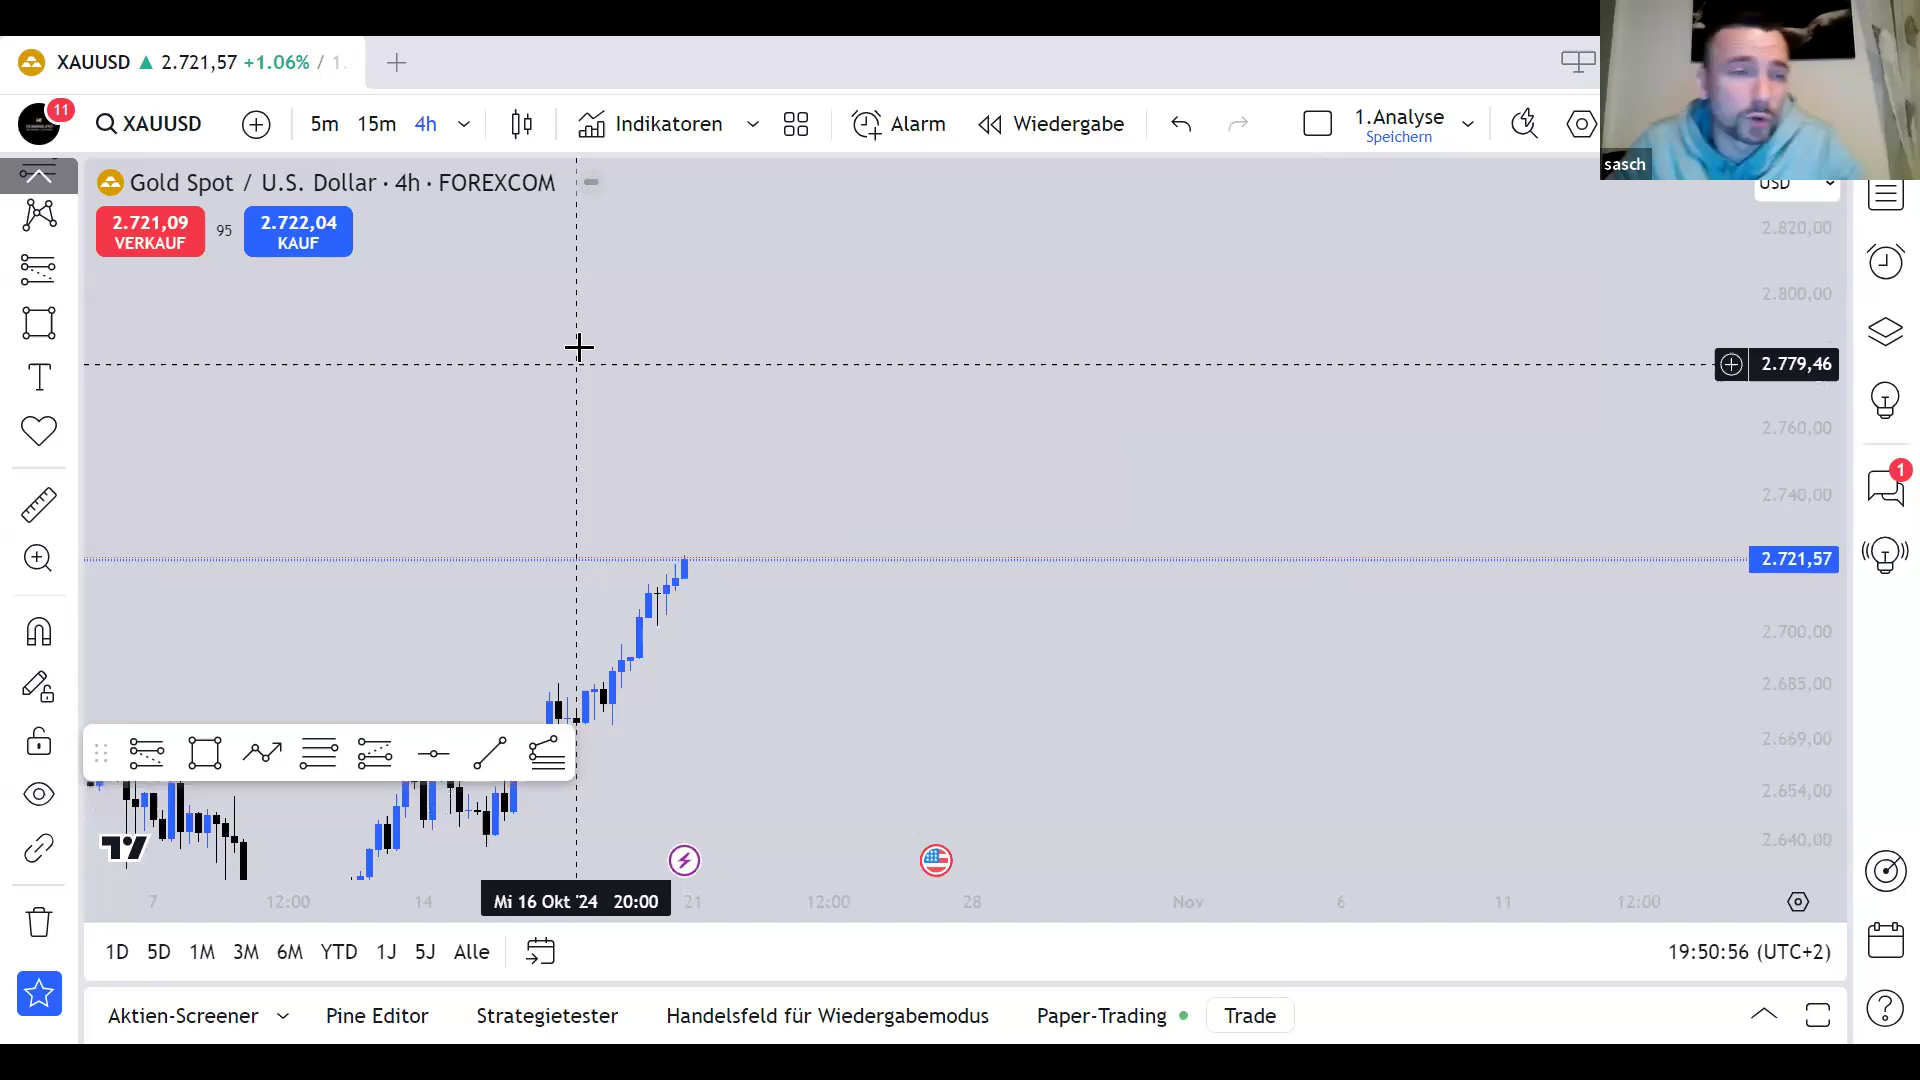 XAUUSD 2.721,57 +1.06% / 1.
11
XAUUSD 5m 15m 4h Indikatoren Alarm Wiedergabe 1.Analyse
Speichern
sasch
Gold Spot / U.S. Dollar · 4h · FOREXCOM
USD
2.721,09
VERKAUF
95
2.722,04
KAUF
2.820,00
2.800,00
2.779,46
2.760,00
1
2.740,00
2.721,57
2.700,00
2.685,00
2.669,00
2.654,00
2.640,00
7 12:00 14 Mi 16 Okt '24 20:00 21 12:00 28 Nov 6 11 12:00
1D 5D 1M 3M 6M YTD 1J 5J Alle 19:50:56 (UTC+2)
Aktien-Screener Pine Editor Strategietester Handelsfeld für Wiedergabemodus Paper-Trading Trade